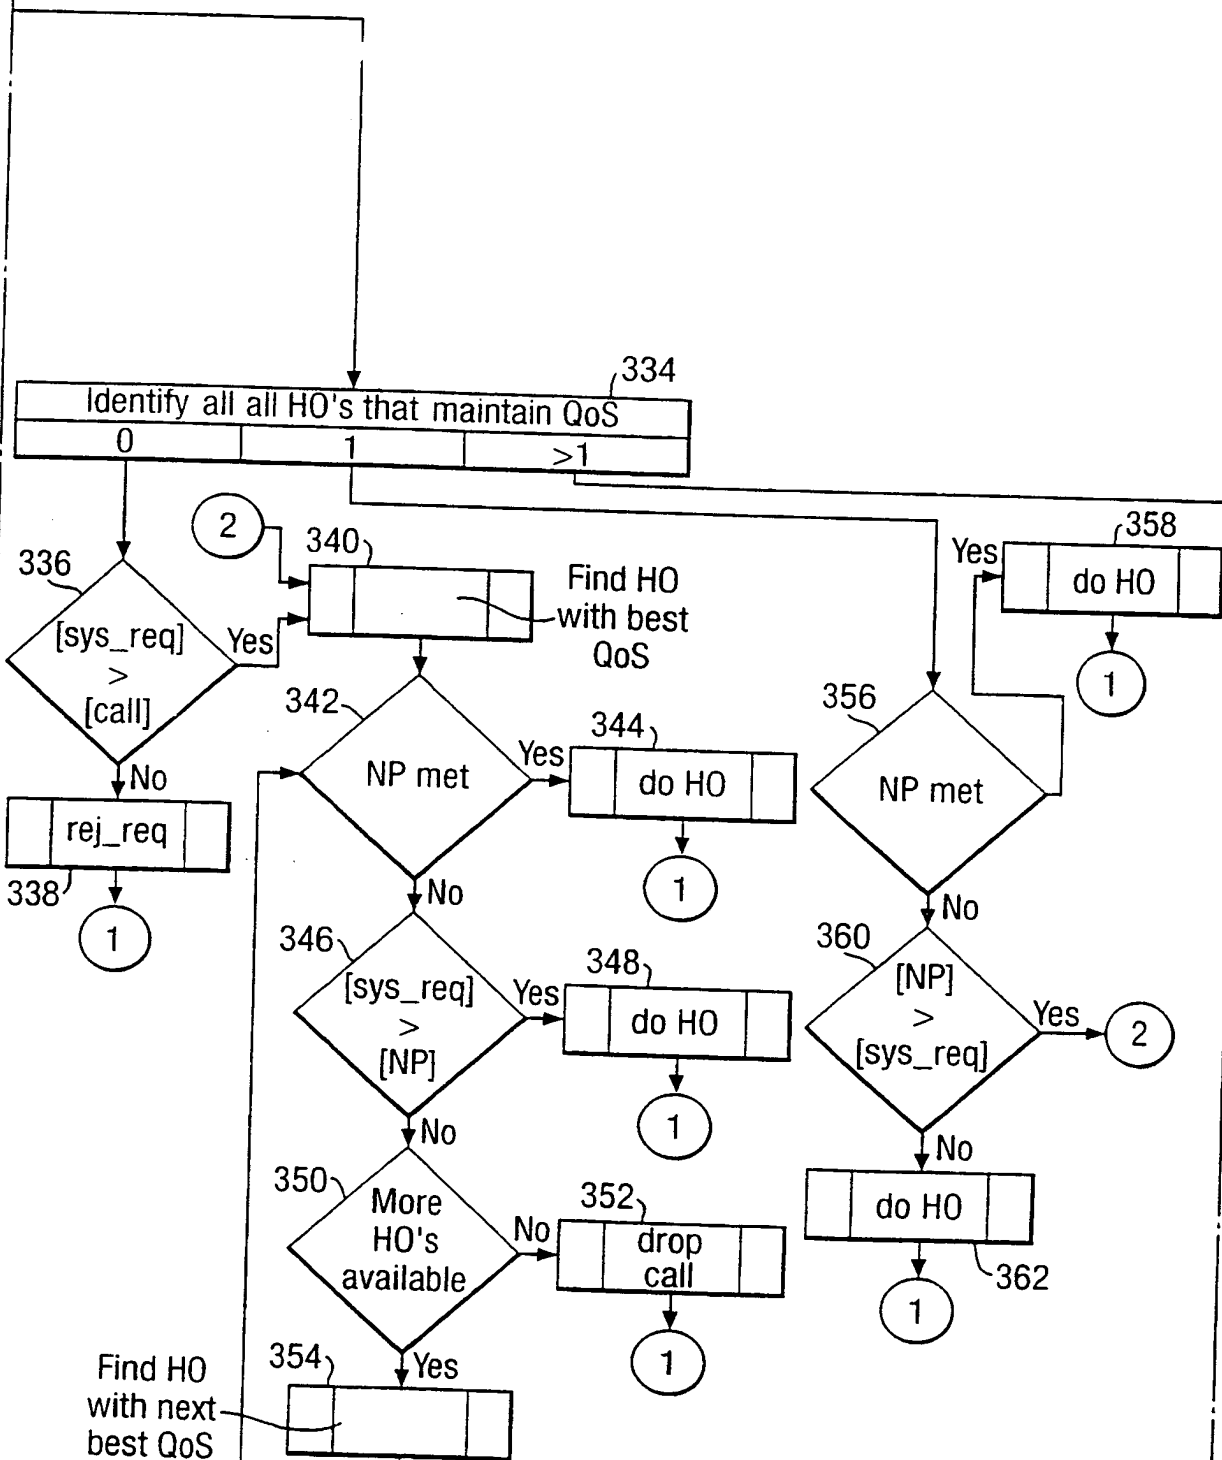 334
Identify all all HO's that maintain QoS
0
1
>1
2
340
336
[sys_req]
>
[call]
Yes
Find HO
with best
QoS
358
Yes
do HO
1
No
rej_req
338
1
342
NP met
Yes
344
do HO
1
No
356
NP met
No
346
[sys_req]
>
[NP]
Yes
348
do HO
1
No
360
[NP]
>
[sys_req]
Yes
2
No
do HO
362
1
350
More
HO's
available
No
352
drop
call
1
Yes
354
Find HO
with next
best QoS